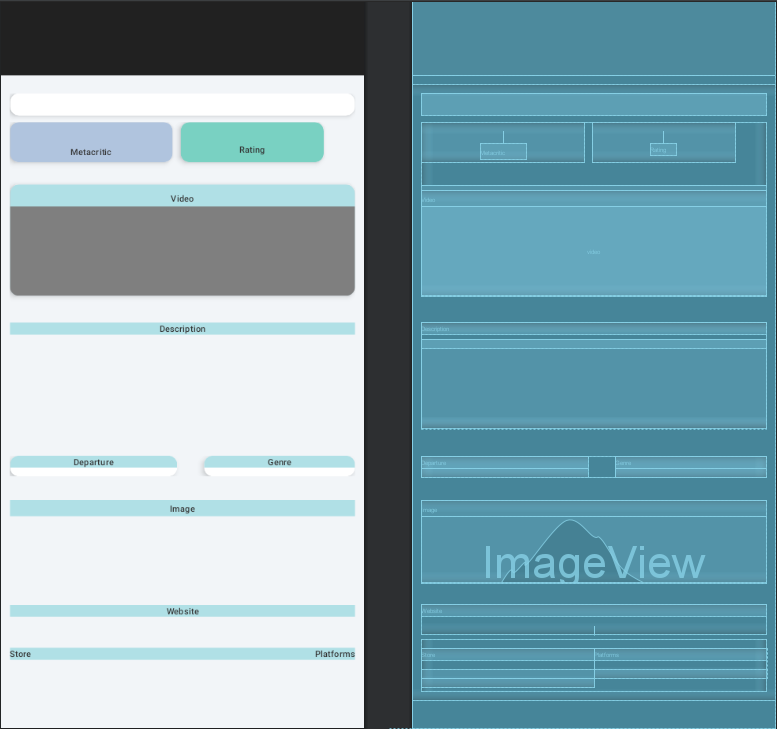 Metacritic
Rating
Video
Description
Departure
Genre
Image
Website
Store
Platforms
Metacritic
Rating
Video
video
Description
Departure
Genre
Image
ImageView
Website
Store
Platforms